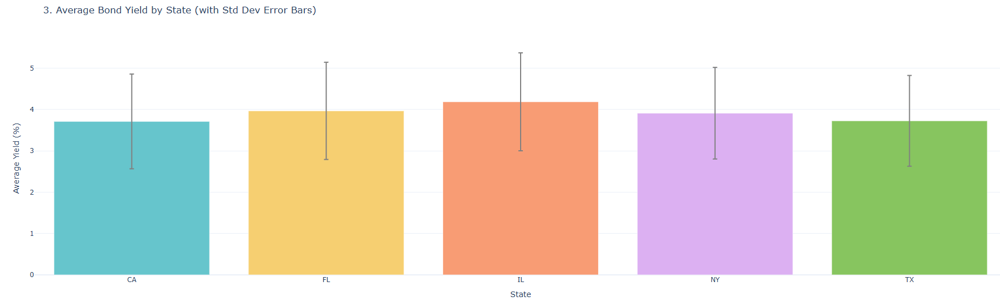 3. Average Bond Yield by State (with Std Dev Error Bars)
Average Yield (%)
5
4
3
2
1
0
CA FL IL NY TX
State